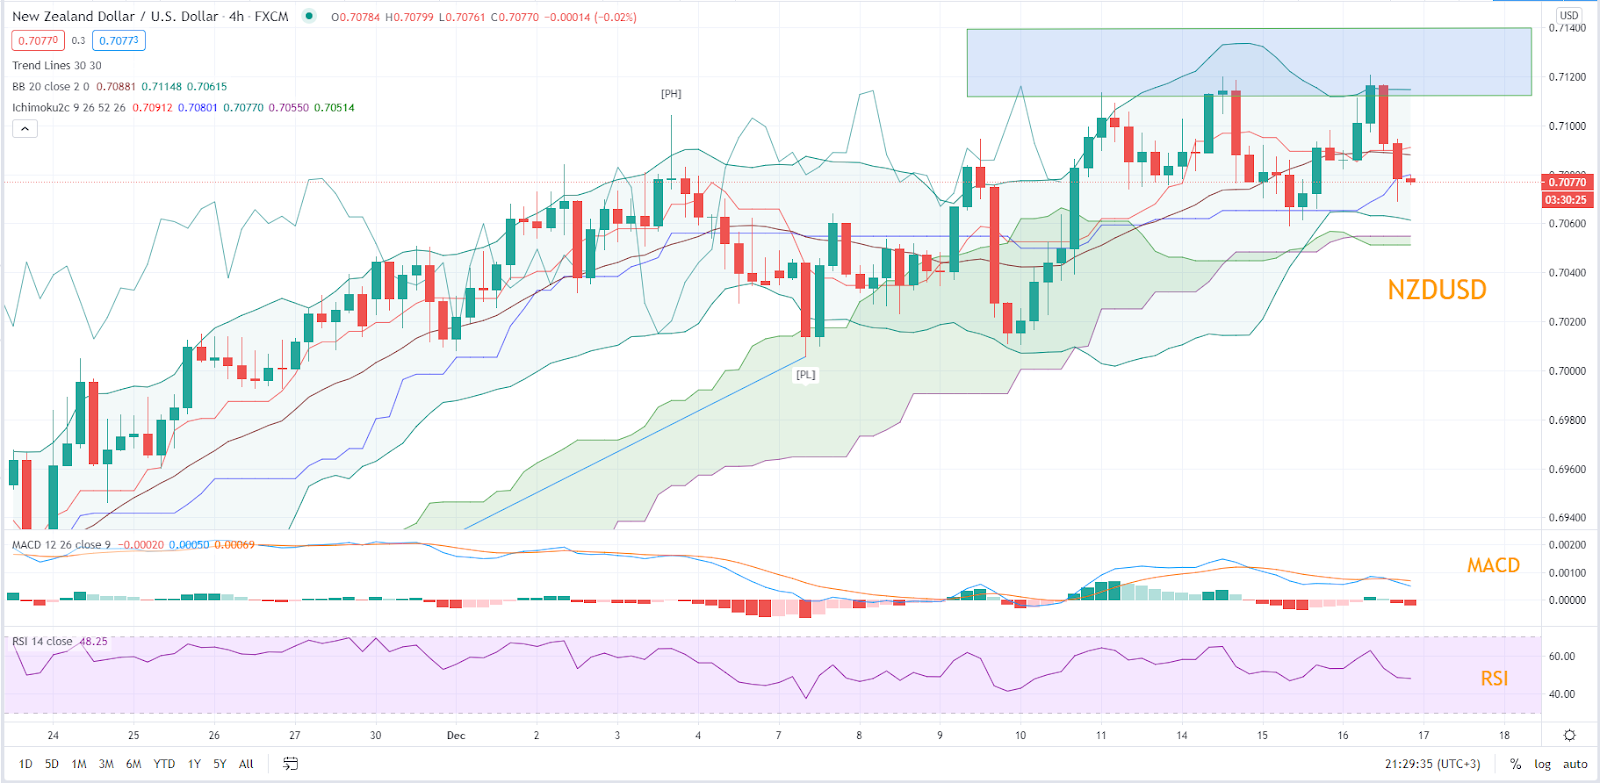 New Zealand Dollar / U.S. Dollar · 4h · FXCM O0.70784 H0.70799 L0.70761 C0.70770 −0.00014 (−0.02%)
0.70770 0.3 0.70773
Trend Lines 30 30
BB 20 close 2 0 0.70881 0.71148 0.70615
Ichimoku2c 9 26 52 26 0.70912 0.70801 0.70770 0.70550 0.70514
USD
0.71400
0.71200
0.71000
0.70770
03:30:25
0.70600
0.70400
0.70200
0.70000
0.69800
0.69600
0.69400
[PH]
[PL]
NZDUSD
MACD 12 26 close 9 −0.00020 0.00050 0.00069
MACD
0.00200
0.00100
0.00000
RSI 14 close 48.25
RSI
60.00
40.00
24 25 26 27 30 Dec 2 3 4 7 8 9 10 11 14 15 16 17 18
1D 5D 1M 3M 6M YTD 1Y 5Y All
21:29:35 (UTC+3) % log auto